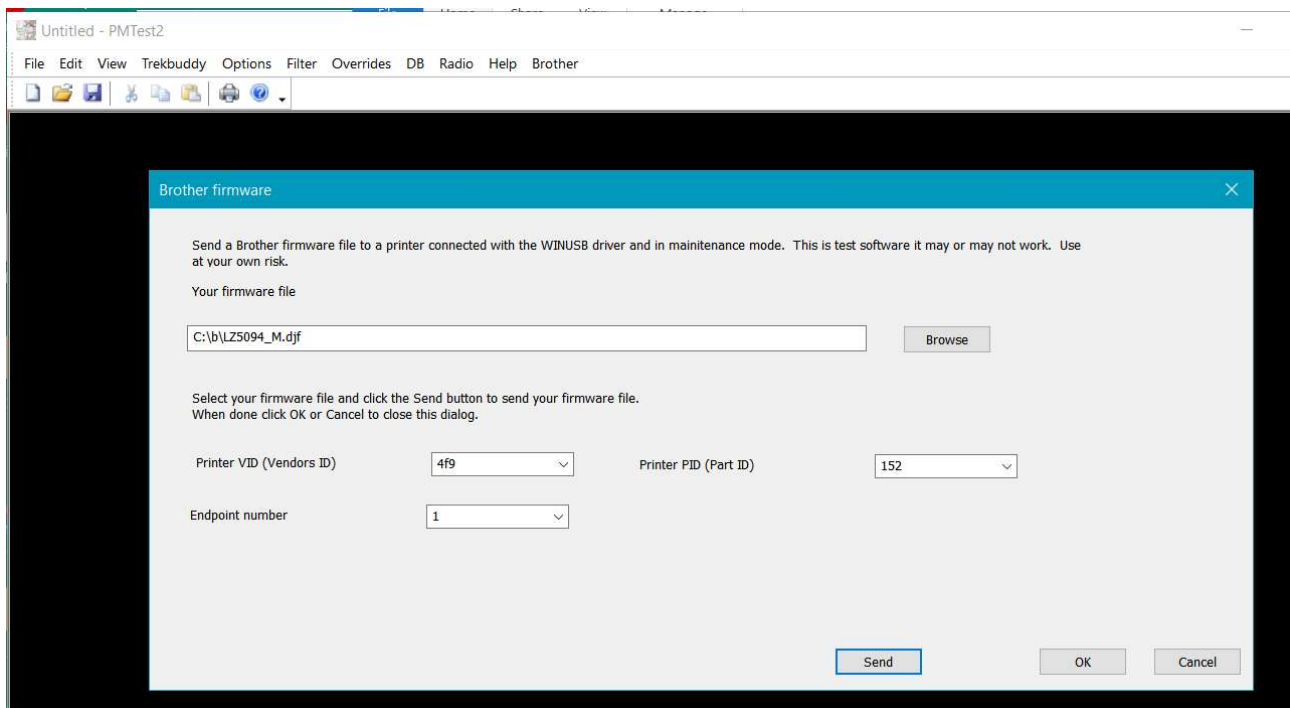 Untitled - PMTest2
File Edit View Trekbuddy Options Filter Overrides DB Radio Help Brother
Brother firmware
Send a Brother firmware file to a printer connected with the WINUSB driver and in mainitenance mode. This is test software it may or may not work. Use
at your own risk.
Your firmware file
C:\b\LZ5094_M.djf
Browse
Select your firmware file and click the Send button to send your firmware file.
When done click OK or Cancel to close this dialog.
Printer VID (Vendors ID) 4f9 Printer PID (Part ID) 152
Endpoint number 1
Send OK Cancel